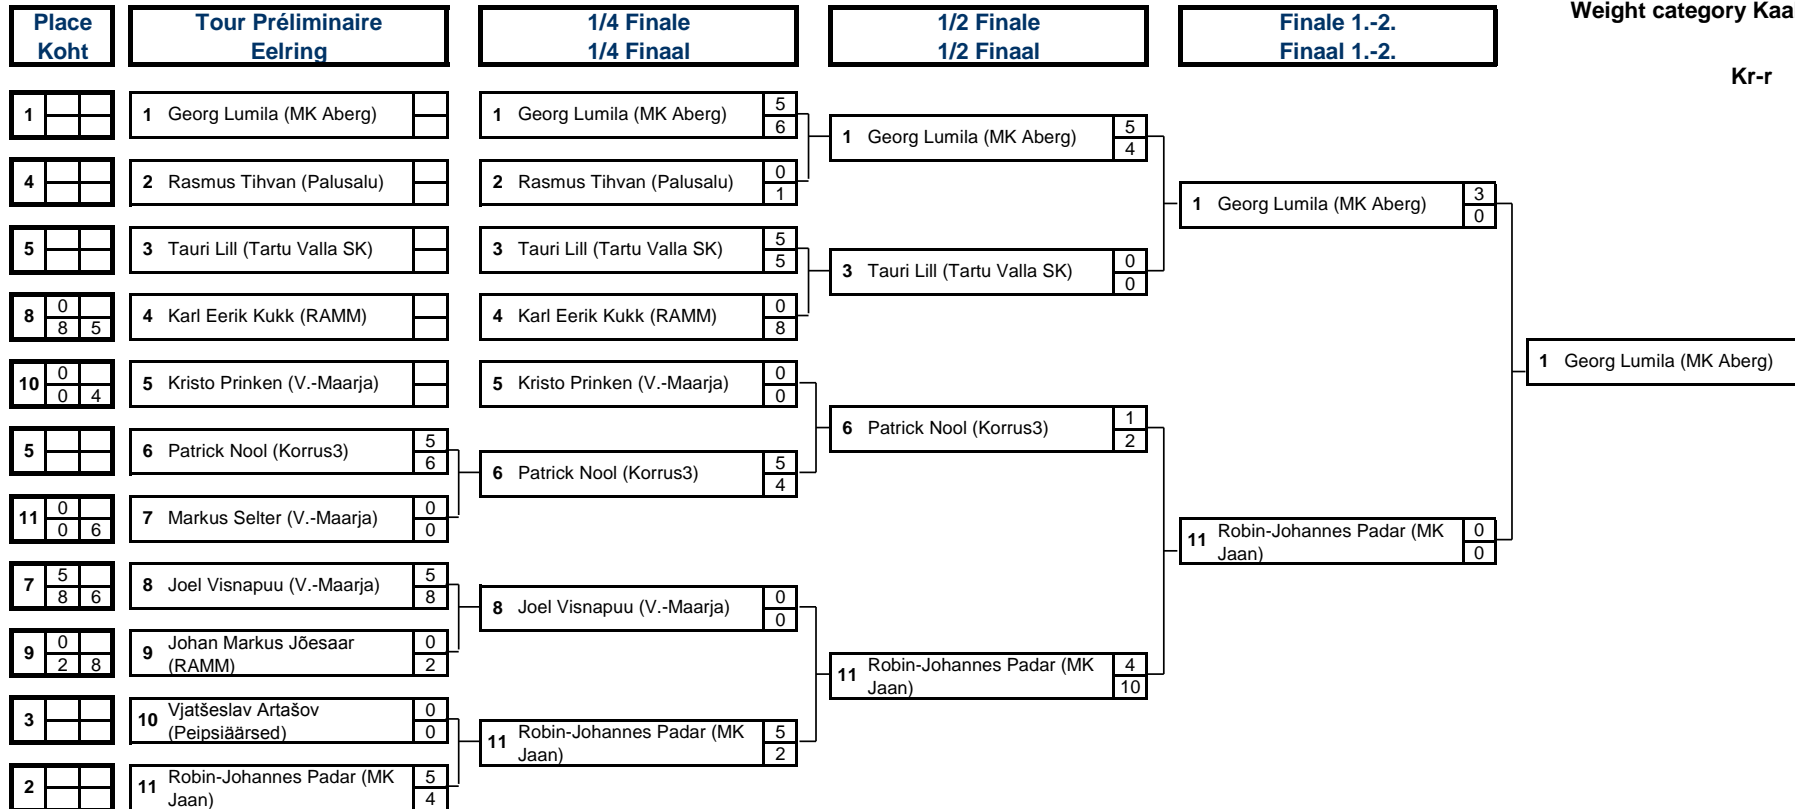 Place
Koht
Tour Préliminaire
Eelring
1/4 Finale
1/4 Finaal
1/2 Finale
1/2 Finaal
Finale 1.-2.
Finaal 1.-2.
Weight category Kaa
Kr-r
1
1 Georg Lumila (MK Aberg)
1 Georg Lumila (MK Aberg) 5
6
1 Georg Lumila (MK Aberg) 5
4
4
2 Rasmus Tihvan (Palusalu)
2 Rasmus Tihvan (Palusalu) 0
1
1 Georg Lumila (MK Aberg) 3
0
5
3 Tauri Lill (Tartu Valla SK)
3 Tauri Lill (Tartu Valla SK) 5
5
3 Tauri Lill (Tartu Valla SK) 0
0
8 0
8 5
4 Karl Eerik Kukk (RAMM)
4 Karl Eerik Kukk (RAMM) 0
8
1 Georg Lumila (MK Aberg)
10 0
0 4
5 Kristo Prinken (V.-Maarja)
5 Kristo Prinken (V.-Maarja) 0
0
6 Patrick Nool (Korrus3) 1
2
5
6 Patrick Nool (Korrus3) 5
6
6 Patrick Nool (Korrus3) 5
4
11 0
0 6
7 Markus Selter (V.-Maarja) 0
0
11 Robin-Johannes Padar (MK
Jaan) 0
0
7 5
8 6
8 Joel Visnapuu (V.-Maarja) 5
8
8 Joel Visnapuu (V.-Maarja) 0
0
9 0
2 8
9 Johan Markus Jõesaar
(RAMM) 0
2
11 Robin-Johannes Padar (MK
Jaan) 4
10
3
10 Vjatšeslav Artašov
(Peipsiäärsed) 0
0
11 Robin-Johannes Padar (MK
Jaan) 5
2
2
11 Robin-Johannes Padar (MK
Jaan) 5
4